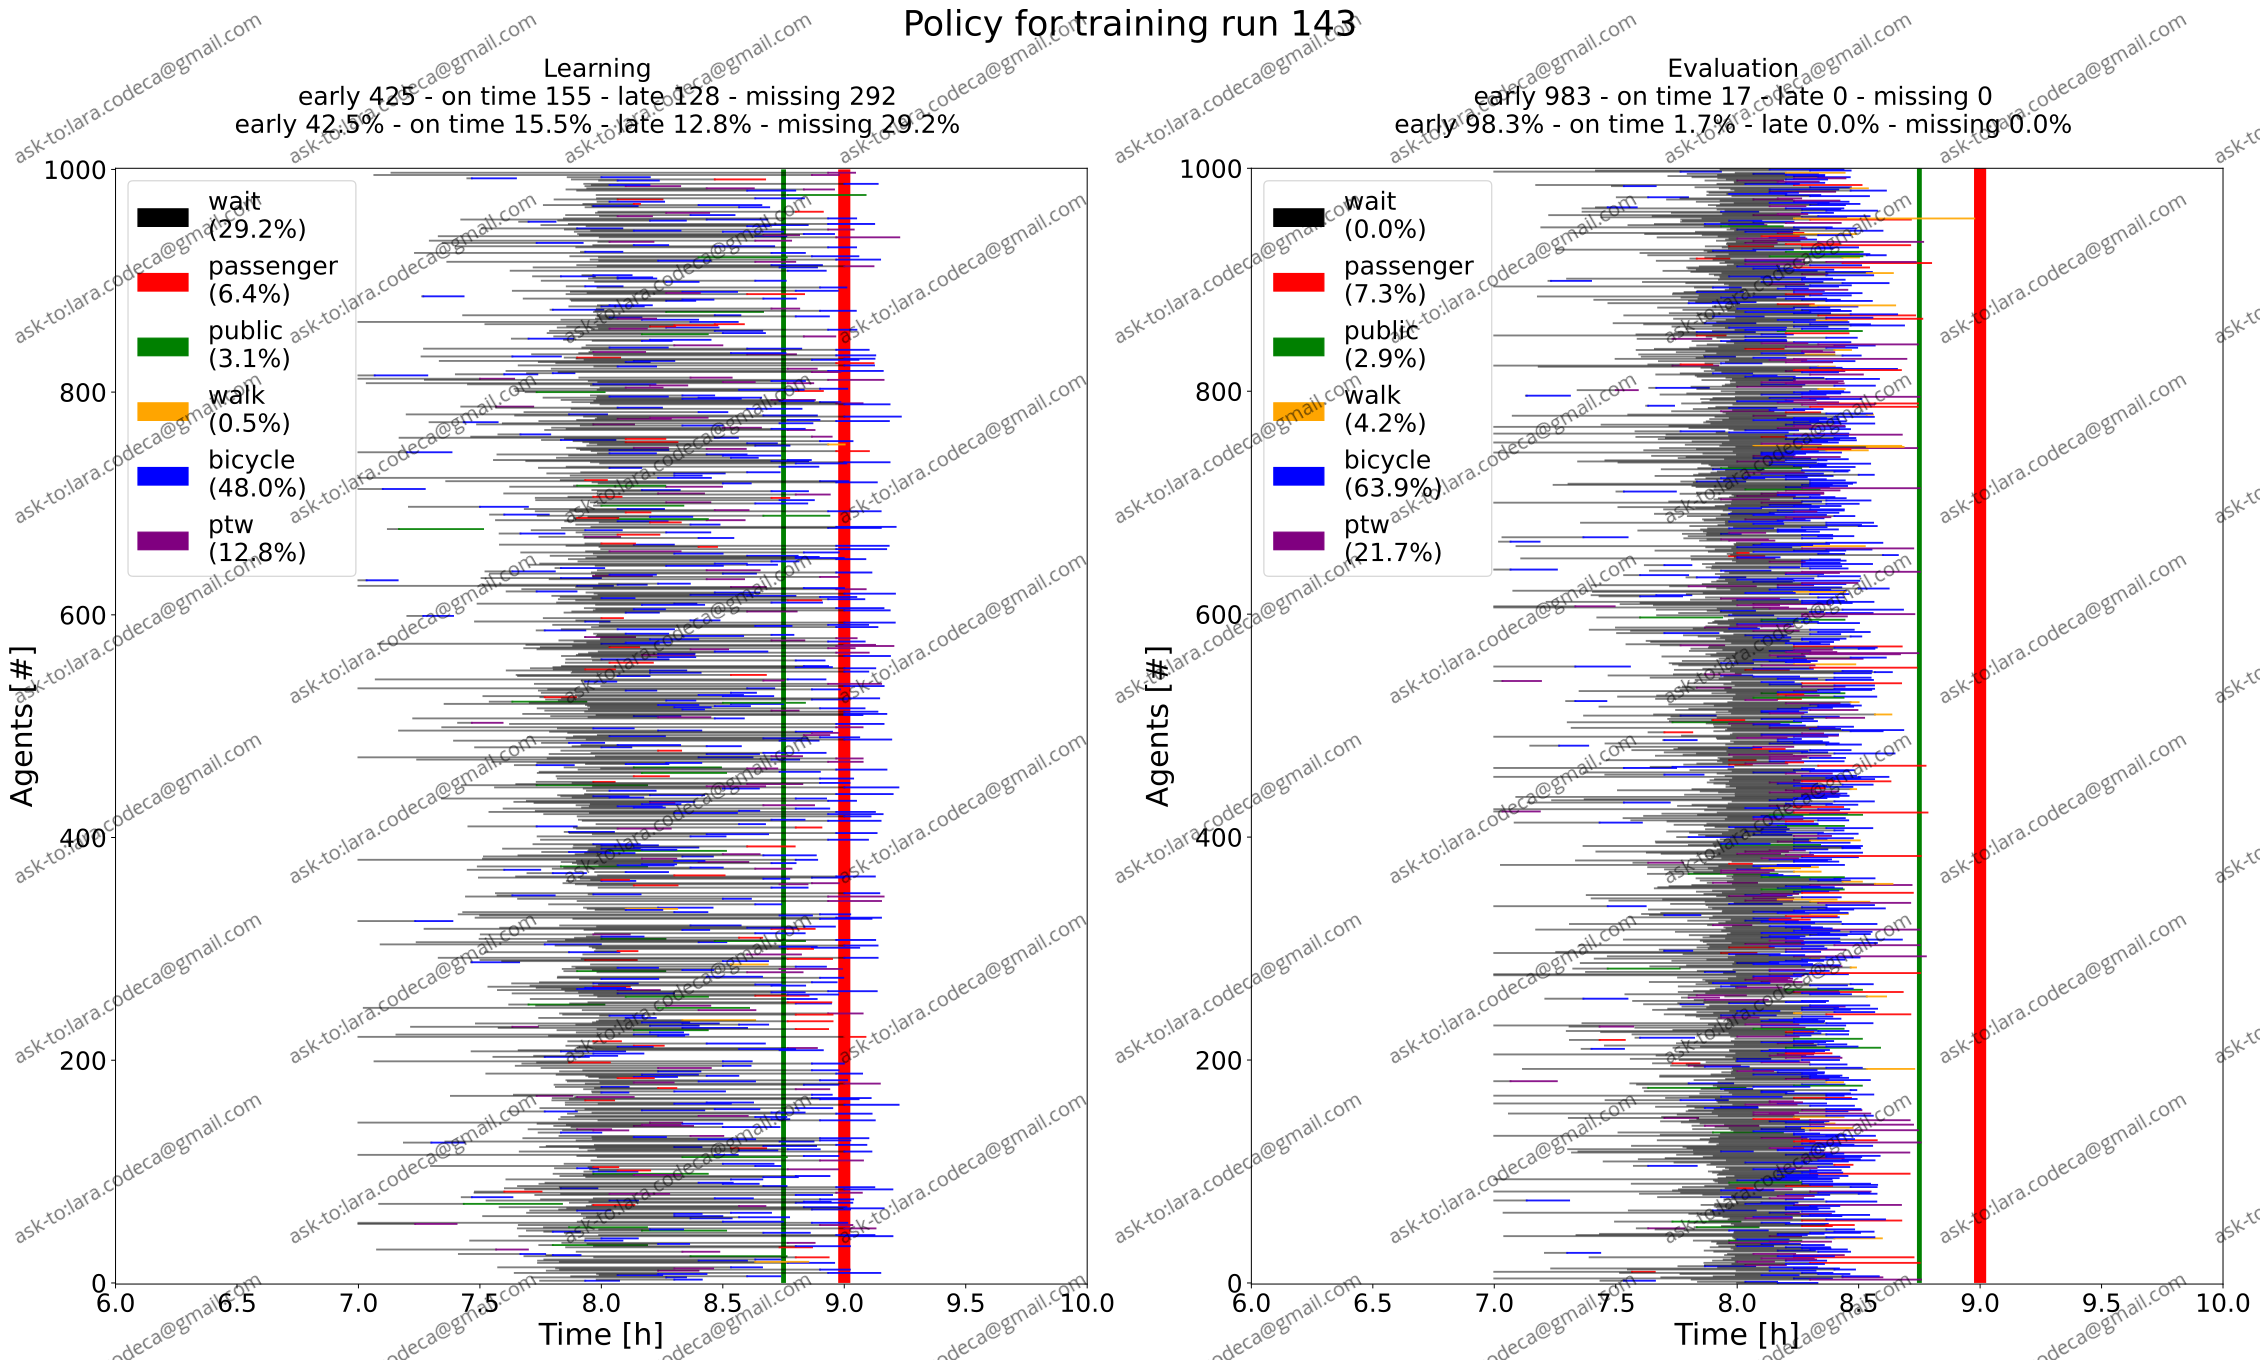 Policy for training run 143
Learning
early 425 - on time 155 - late 128 - missing 292
early 42.5% - on time 15.5% - late 12.8% - missing 29.2%
1000
800
600
400
200
0
Agents [#]
wait
(29.2%)
passenger
(6.4%)
public
(3.1%)
walk
(0.5%)
bicycle
(48.0%)
ptw
(12.8%)
6.0 6.5 7.0 7.5 8.0 8.5 9.0 9.5 10.0
Time [h]
Evaluation
early 983 - on time 17 - late 0 - missing 0
early 98.3% - on time 1.7% - late 0.0% - missing 0.0%
1000
800
600
400
200
0
Agents [#]
wait
(0.0%)
passenger
(7.3%)
public
(2.9%)
walk
(4.2%)
bicycle
(63.9%)
ptw
(21.7%)
6.0 6.5 7.0 7.5 8.0 8.5 9.0 9.5 10.0
Time [h]
ask-to:lara.codeca@gmail.com